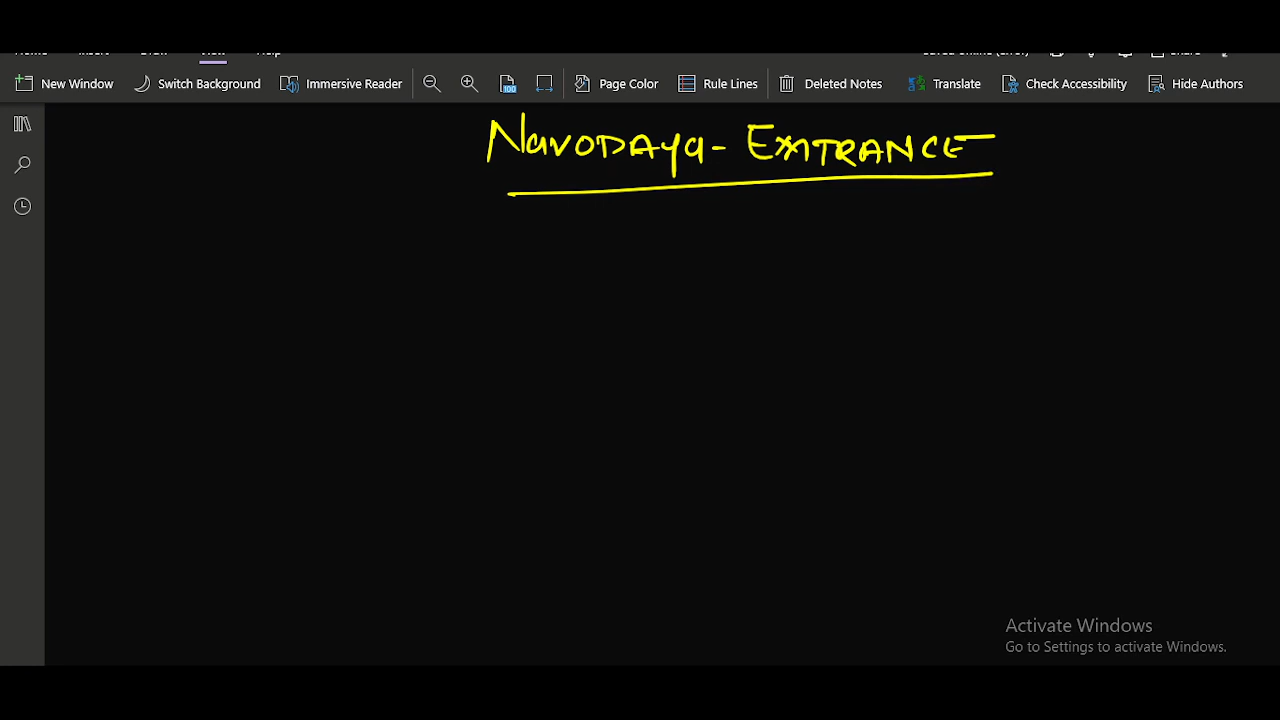 New Window Switch Background Immersive Reader 100 Page Color Rule Lines Deleted Notes Translate Check Accessibility Hide Authors
NavODAya - ENTRANCE
Activate Windows
Go to Settings to activate Windows.